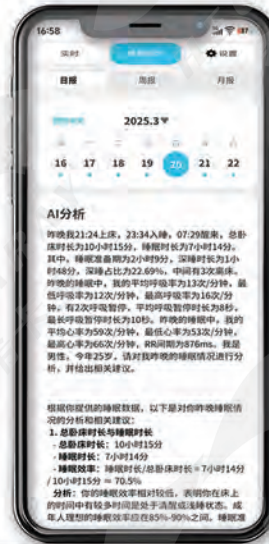 16:58
实时
设置
日报 周报 月报
2025.3▼
16 17 18 19 20 21 22
AI分析
昨晚我21:24上床，23:34入睡，07:29醒来，总卧
床时长为10小时15分，睡眠时长为7小时14分。
其中，睡眠准备期为2小时9分，深睡时长为1小
时48分，深睡占比为22.69%，中间有3次离床。
昨晚的睡眠中，我的平均呼吸率为13次/分钟，最
低呼吸率为12次/分钟，最高呼吸率为16次/分
钟，有2次呼吸暂停，平均呼吸暂停时长为8秒，
最长呼吸暂停时长为10秒。昨晚的睡眠中，我的
平均心率为59次/分钟，最低心率为53次/分钟，
最高心率为66次/分钟，RR间期为876ms。我是
男性，今年25岁，请对我昨晚的睡眠情况进行分
析，并给出相关建议。
根据你提供的睡眠数据，以下是对你昨晚睡眠情
况的分析和相关建议：
1. 总卧床时长与睡眠时长
- 总卧床时长：10小时15分
- 睡眠时长：7小时14分
- 睡眠效率：睡眠时长/总卧床时长 = 7小时14分
/ 10小时15分 ≈ 70.5%
分析：你的睡眠效率相对较低，表明你在床上
的时间中有较多时间是处于清醒或浅睡状态。成
年人理想的睡眠效率应在85%-90%之间。睡眠准